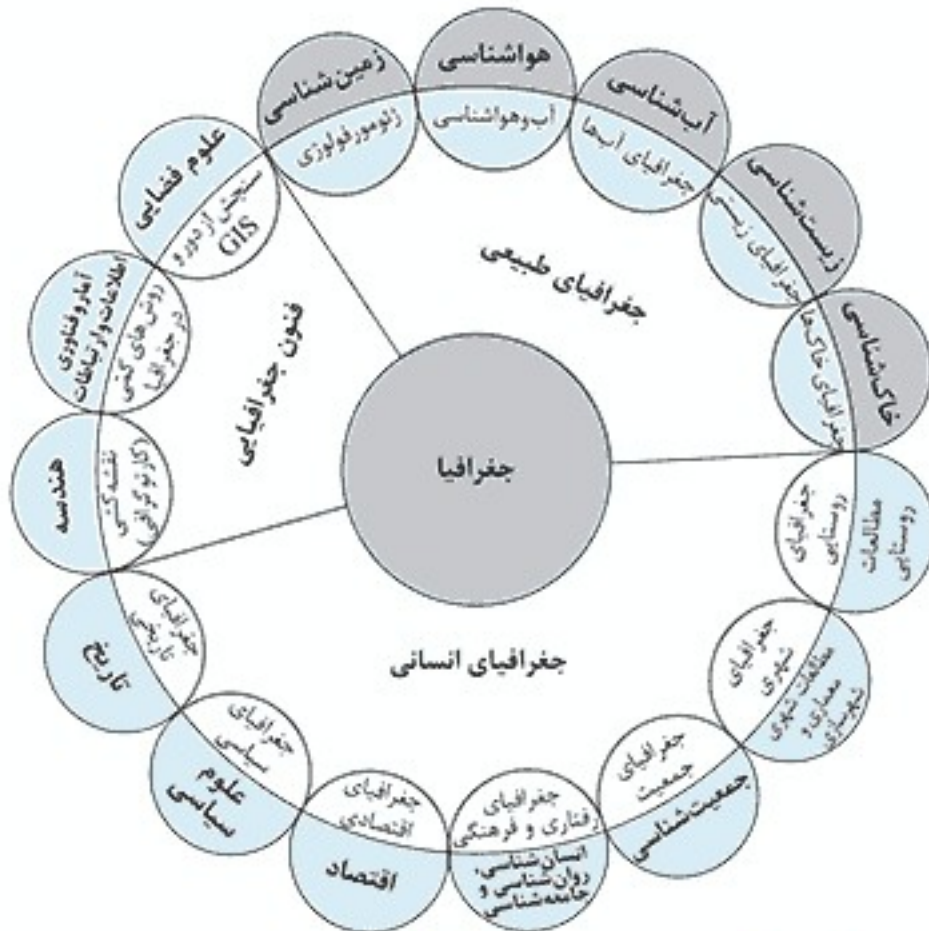 زمین‌شناسی
ژئومورفولوژی
هواشناسی
آب‌وهواشناسی
آب‌شناسی
جغرافیای آب‌ها
زیست‌شناسی
جغرافیای زیستی
خاک‌شناسی
جغرافیای خاک‌ها
جغرافیای طبیعی
علوم فضایی
سنجش از دور و
GIS
آمار و فناوری
اطلاعات و ارتباطات
روش‌های کمّی
در جغرافیا
هندسه
نقشه‌کشی
(کارتوگرافی)
فنون جغرافیایی
جغرافیا
جغرافیای انسانی
جغرافیای
روستایی
مطالعات
روستایی
جغرافیای
شهری
مطالعات شهری
معماری و
شهرسازی
جغرافیای
جمعیت
جمعیت‌شناسی
جغرافیای
رفتاری و فرهنگی
انسان‌شناسی،
روان‌شناسی و
جامعه‌شناسی
جغرافیای
اقتصادی
اقتصاد
جغرافیای
سیاسی
علوم
سیاسی
جغرافیای
تاریخی
تاریخ